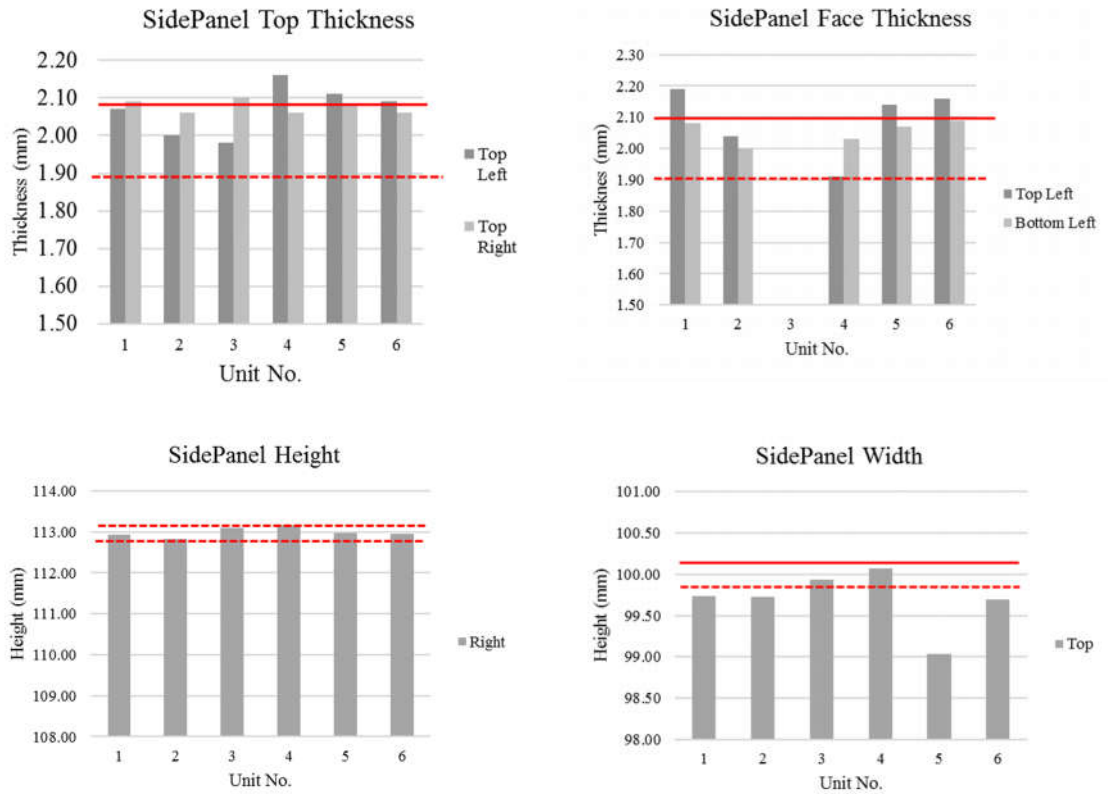 SidePanel Top Thickness
2.20
2.10
2.00
1.90
1.80
1.70
1.60
1.50
Thickness (mm)
1 2 3 4 5 6
Unit No.
Top
Left
Top
Right
SidePanel Face Thickness
2.30
2.20
2.10
2.00
1.90
1.80
1.70
1.60
1.50
Thicknes (mm)
1 2 3 4 5 6
Unit No.
Top Left
Bottom Left
SidePanel Height
114.00
113.00
112.00
111.00
110.00
109.00
108.00
Height (mm)
1 2 3 4 5 6
Unit No.
Right
SidePanel Width
101.00
100.50
100.00
99.50
99.00
98.50
98.00
Height (mm)
1 2 3 4 5 6
Unit No.
Top